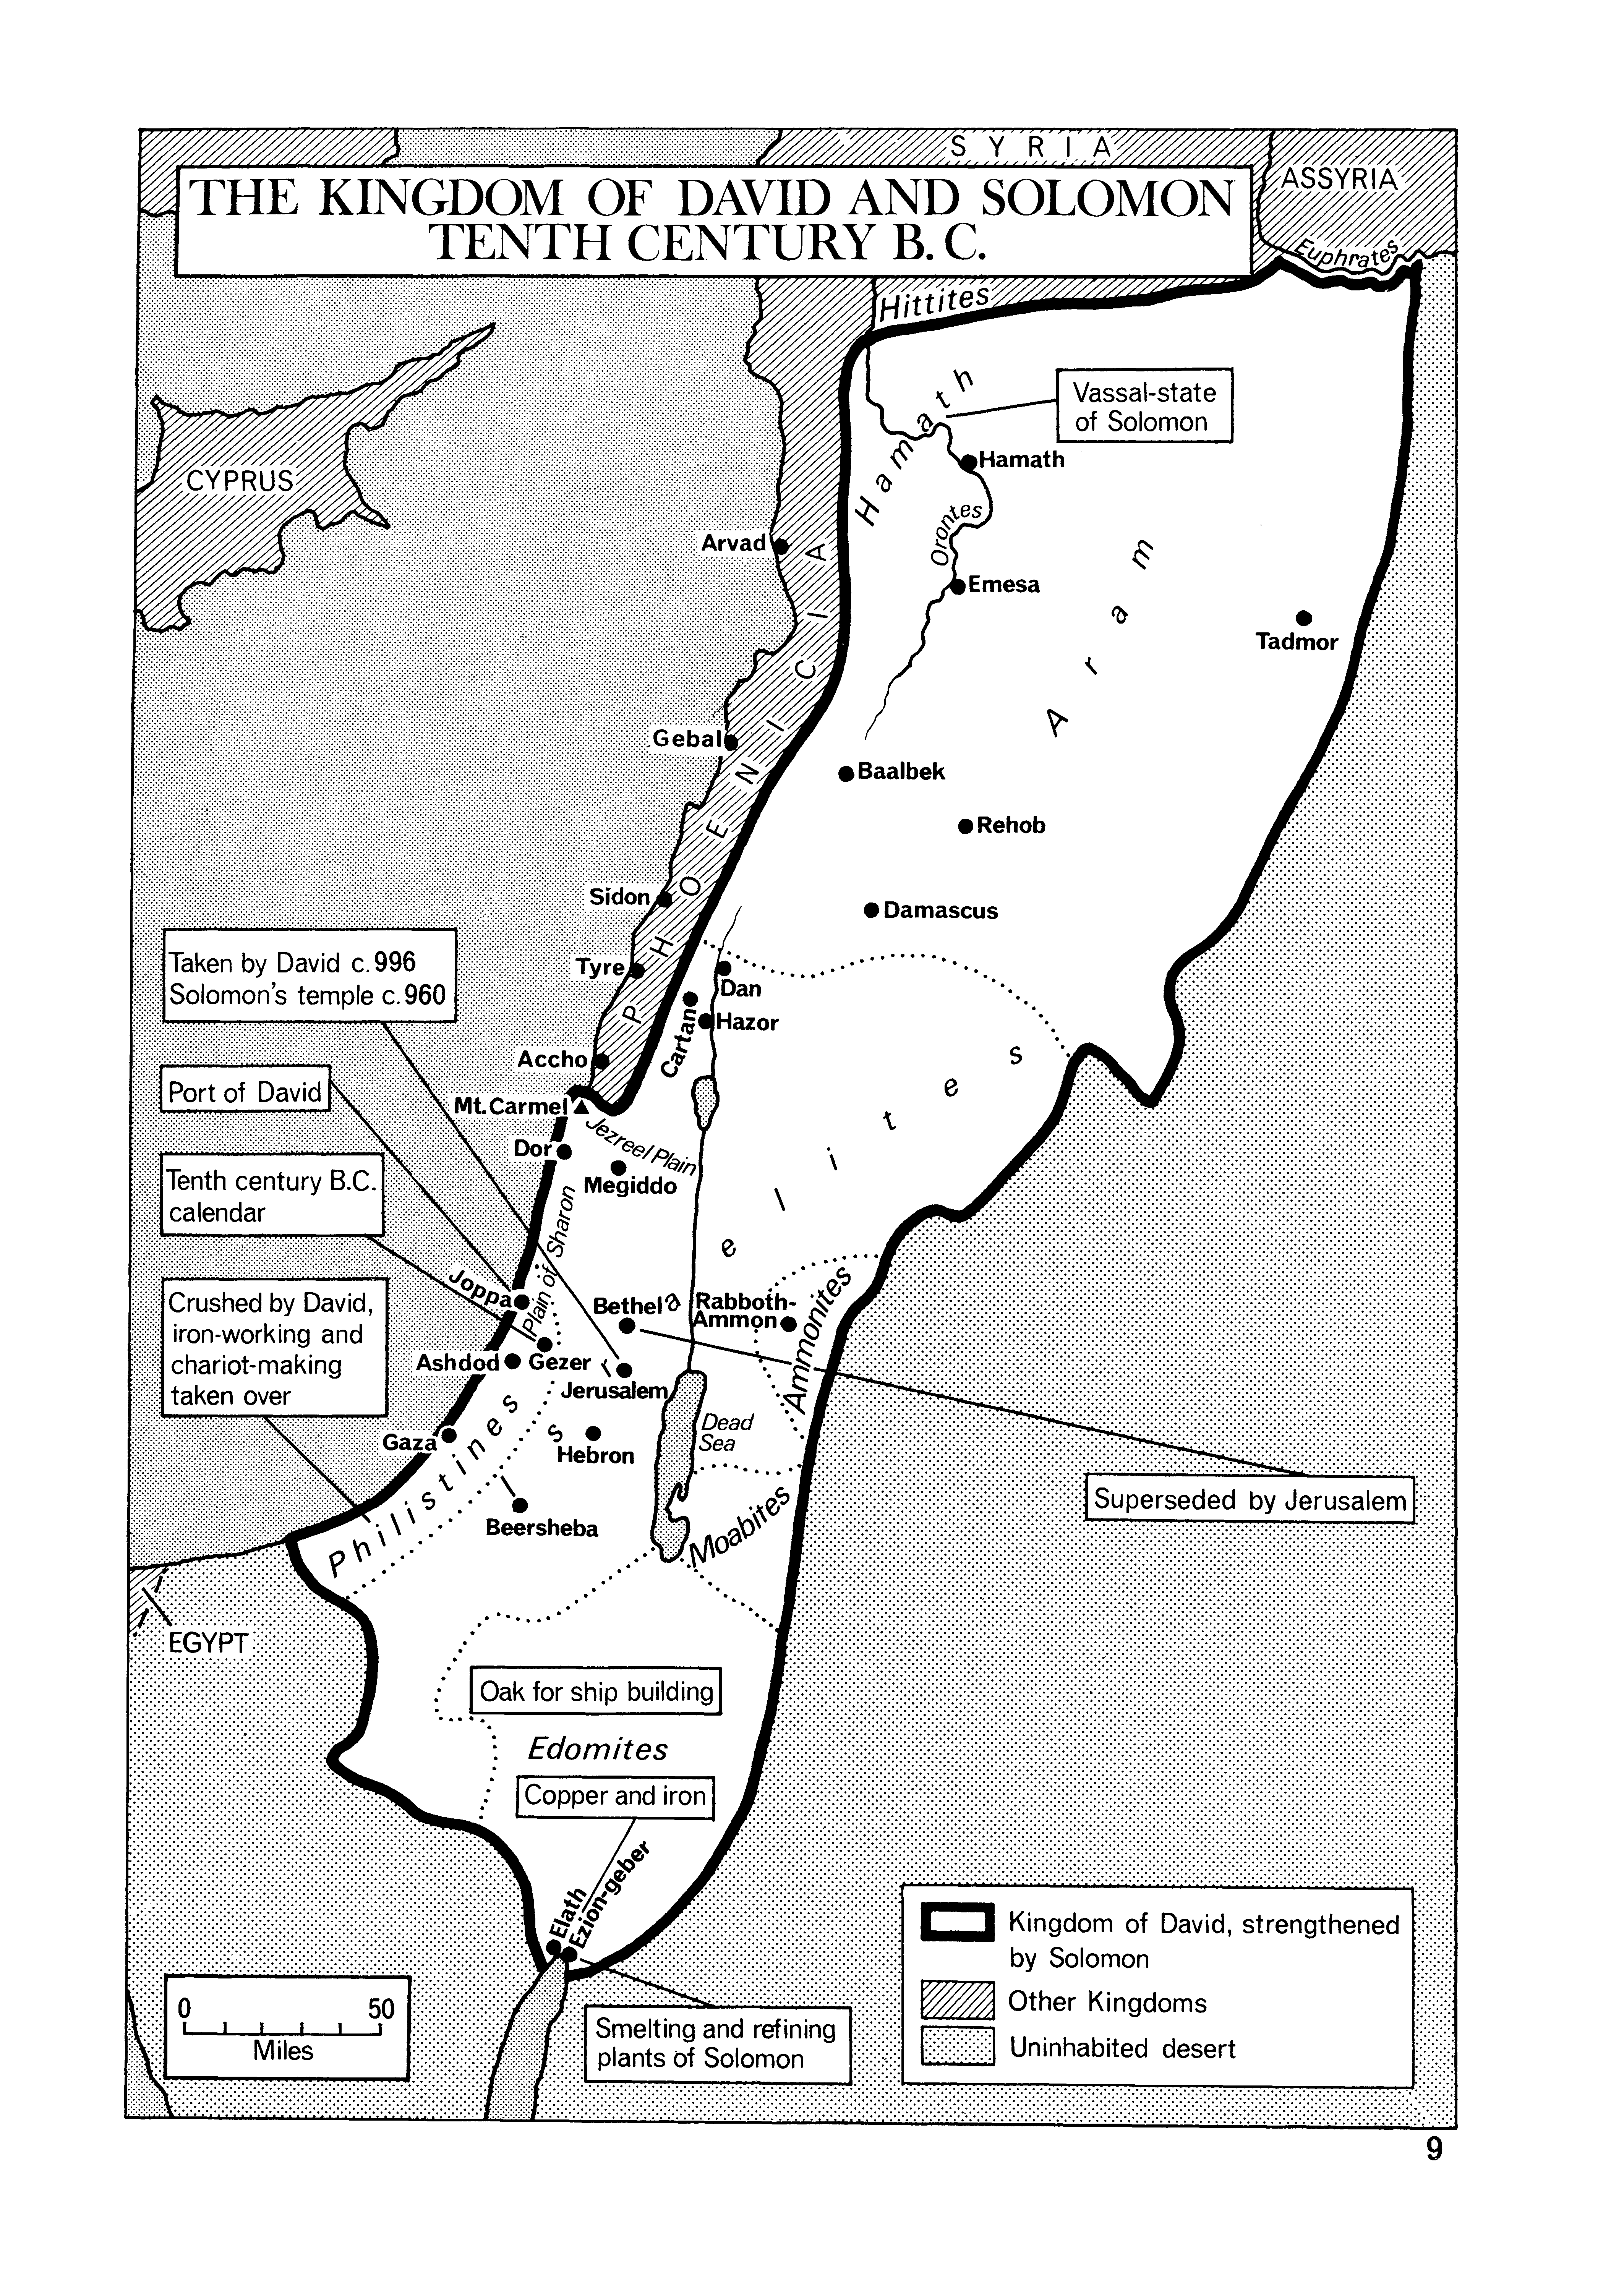 SYRIA
ASSYRIA
THE KINGDOM OF DAVID AND SOLOMON
TENTH CENTURY B.C.
Euphrates
Hittites
Hamath
Vassal-state
of Solomon
CYPRUS
Hamath
Orontes
Arvad
PHOENICIA
Emesa
Aram
Tadmor
Gebal
Baalbek
Rehob
Sidon
Damascus
Taken by David c.996
Solomon's temple c.960
Tyre
Dan
Cartan
Hazor
Accho
Port of David
Mt. Carmel
Jezreel Plain
Dor
Megiddo
Tenth century B.C.
calendar
Plain of Sharon
Israelites
Joppa
Crushed by David,
iron-working and
chariot-making
taken over
Bethel
Rabboth-
Ammon
Ammonites
Ashdod
Gezer
Jerusalem
Philistines
Dead
Sea
Gaza
Hebron
Superseded by Jerusalem
Beersheba
Moabites
EGYPT
Oak for ship building
Edomites
Copper and iron
Elath
Ezion-geber
Smelting and refining
plants of Solomon
0 50
Miles
Kingdom of David, strengthened
by Solomon
Other Kingdoms
Uninhabited desert
9